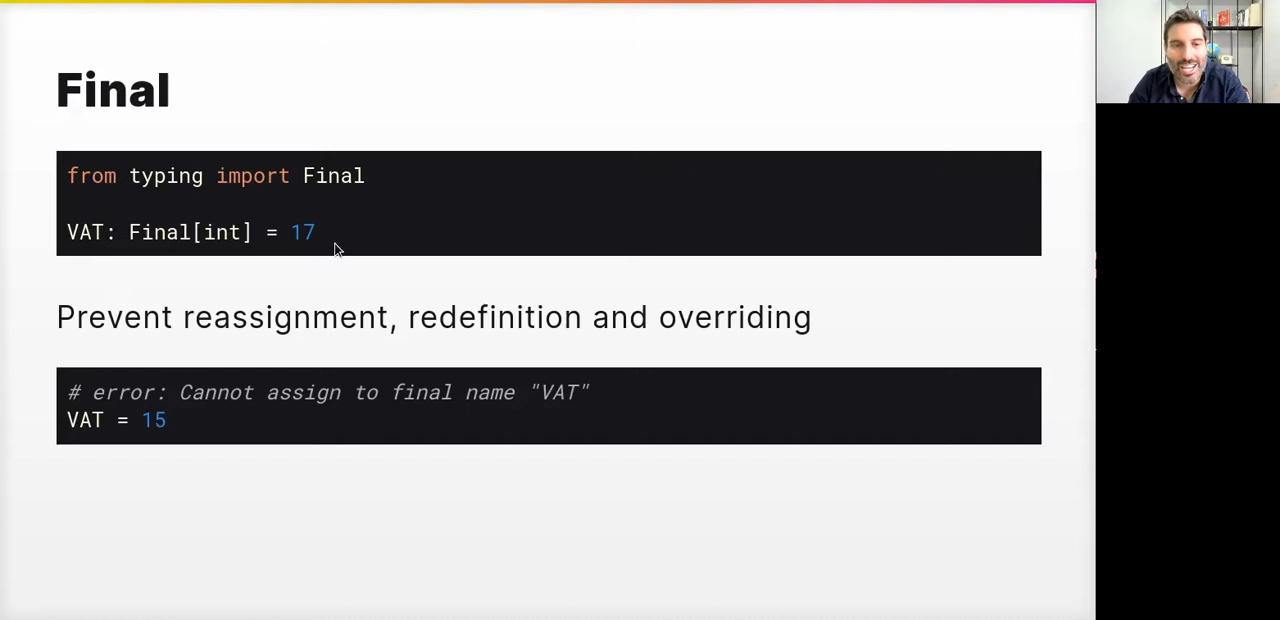 Final
from typing import Final
VAT: Final[int] = 17
Prevent reassignment, redefinition and overriding
# error: Cannot assign to final name "VAT"
VAT = 15